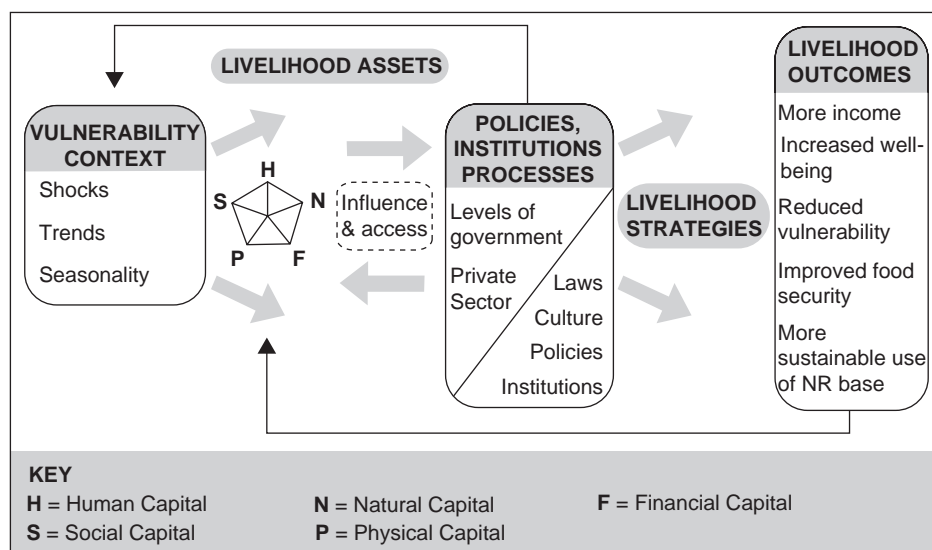 LIVELIHOOD ASSETS
VULNERABILITY
CONTEXT
Shocks
Trends
Seasonality
H
S
N
P
F
Influence
& access
POLICIES,
INSTITUTIONS
PROCESSES
Levels of
government
Private
Sector
Laws
Culture
Policies
Institutions
LIVELIHOOD
STRATEGIES
LIVELIHOOD
OUTCOMES
More income
Increased well-
being
Reduced
vulnerability
Improved food
security
More
sustainable use
of NR base
KEY
H = Human Capital
N = Natural Capital
F = Financial Capital
S = Social Capital
P = Physical Capital